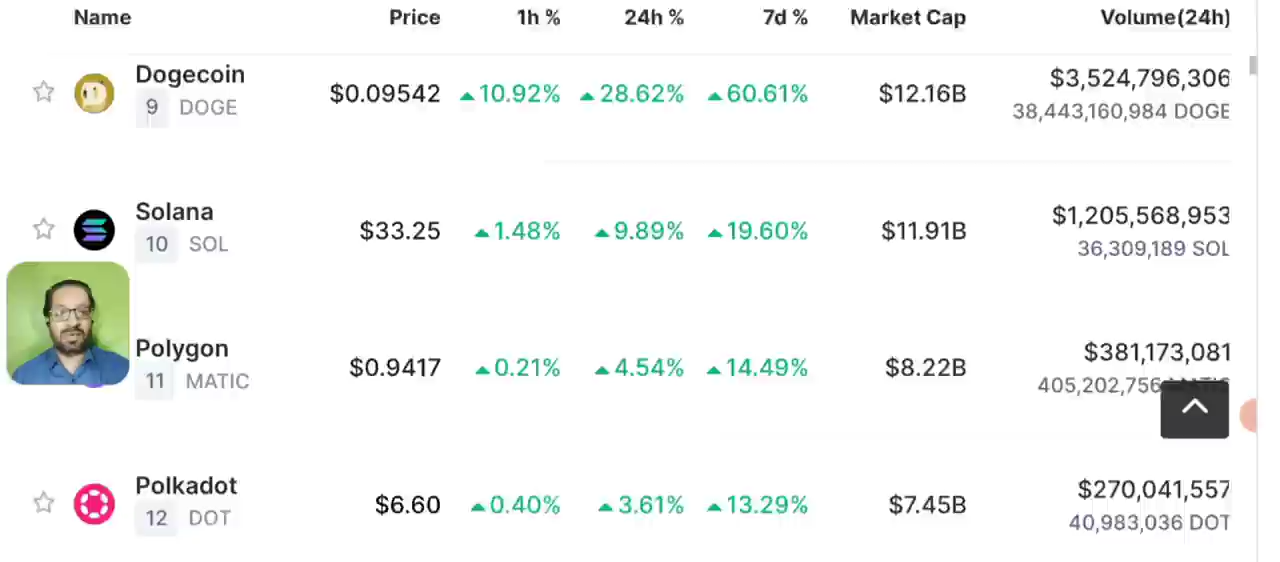 Name Price 1h % 24h % 7d % Market Cap Volume(24h)
Dogecoin
9 DOGE
$0.09542 ▲10.92% ▲28.62% ▲60.61% $12.16B $3,524,796,306
38,443,160,984 DOGE
Solana
10 SOL
$33.25 ▲1.48% ▲9.89% ▲19.60% $11.91B $1,205,568,953
36,309,189 SOL
Polygon
11 MATIC
$0.9417 ▲0.21% ▲4.54% ▲14.49% $8.22B $381,173,081
405,202,756
Polkadot
12 DOT
$6.60 ▲0.40% ▲3.61% ▲13.29% $7.45B $270,041,557
40,983,036 DOT